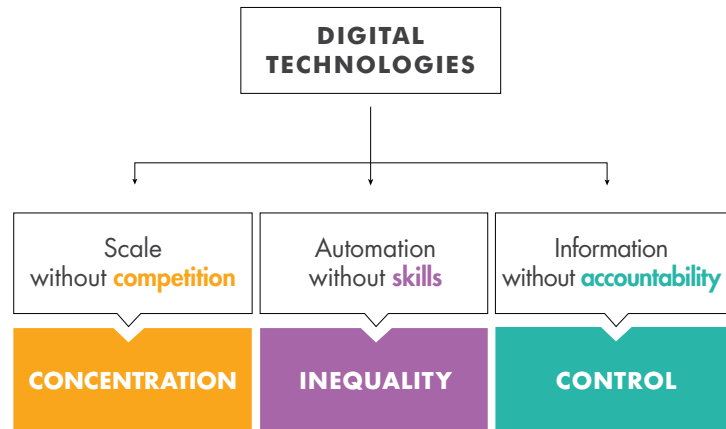 DIGITAL
TECHNOLOGIES
Scale
without competition
Automation
without skills
Information
without accountability
CONCENTRATION
INEQUALITY
CONTROL